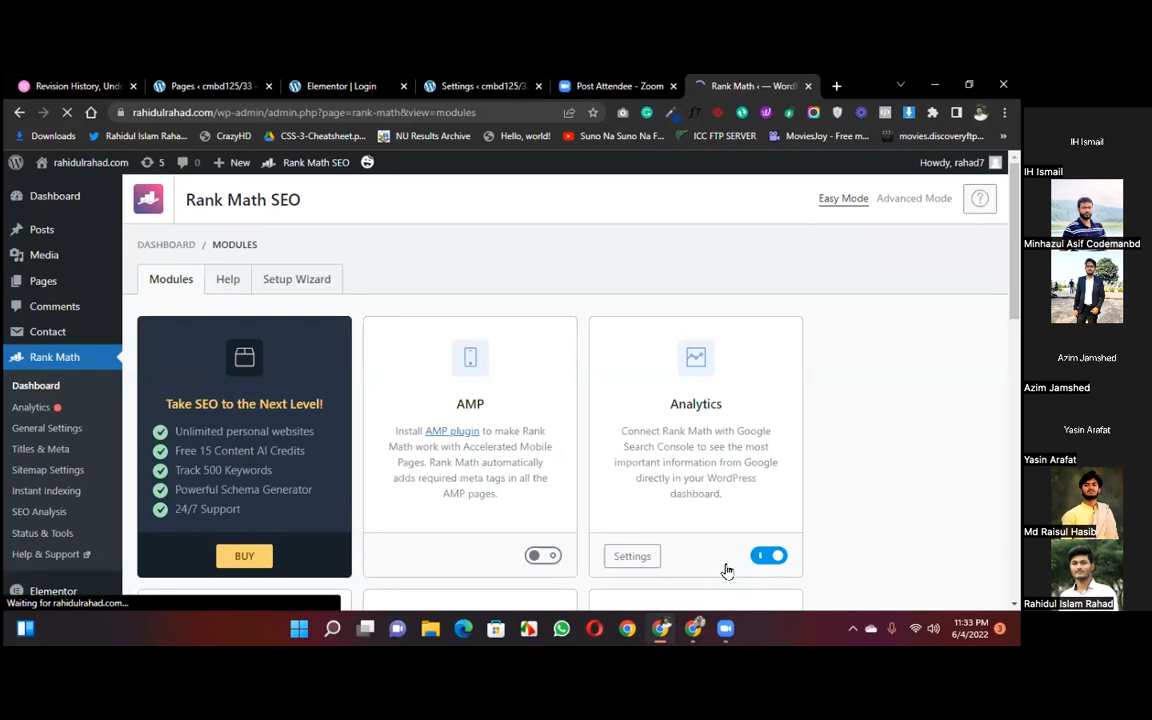 Revision History, Und
Pages ‹ cmbd125/33
Elementor | Login
Settings ‹ cmbd125/3
Post Attendee - Zoom
Rank Math ‹ — WordP
rahidulrahad.com/wp-admin/admin.php?page=rank-math&view=modules
Downloads
Rahidul Islam Raha...
CrazyHD
CSS-3-Cheatsheet.p...
NU Results Archive
Hello, world!
Suno Na Suno Na F...
ICC FTP SERVER
MoviesJoy - Free m...
movies.discoveryftp...
»
rahidulrahad.com
5
0
New
Rank Math SEO
Howdy, rahad7
Dashboard
Posts
Media
Pages
Comments
Contact
Rank Math
Dashboard
Analytics
General Settings
Titles & Meta
Sitemap Settings
Instant Indexing
SEO Analysis
Status & Tools
Help & Support
Elementor
Waiting for rahidulrahad.com...
Rank Math SEO
Easy Mode
Advanced Mode
?
DASHBOARD / MODULES
Modules
Help
Setup Wizard
Take SEO to the Next Level!
Unlimited personal websites
Free 15 Content AI Credits
Track 500 Keywords
Powerful Schema Generator
24/7 Support
BUY
AMP
Install AMP plugin to make Rank
Math work with Accelerated Mobile
Pages. Rank Math automatically
adds required meta tags in all the
AMP pages.
Analytics
Connect Rank Math with Google
Search Console to see the most
important information from Google
directly in your WordPress
dashboard.
Settings
11:33 PM
6/4/2022
3
IH Ismail
IH Ismail
Minhazul Asif Codemanbd
Azim Jamshed
Azim Jamshed
Yasin Arafat
Yasin Arafat
Md Raisul Hasib
Rahidul Islam Rahad